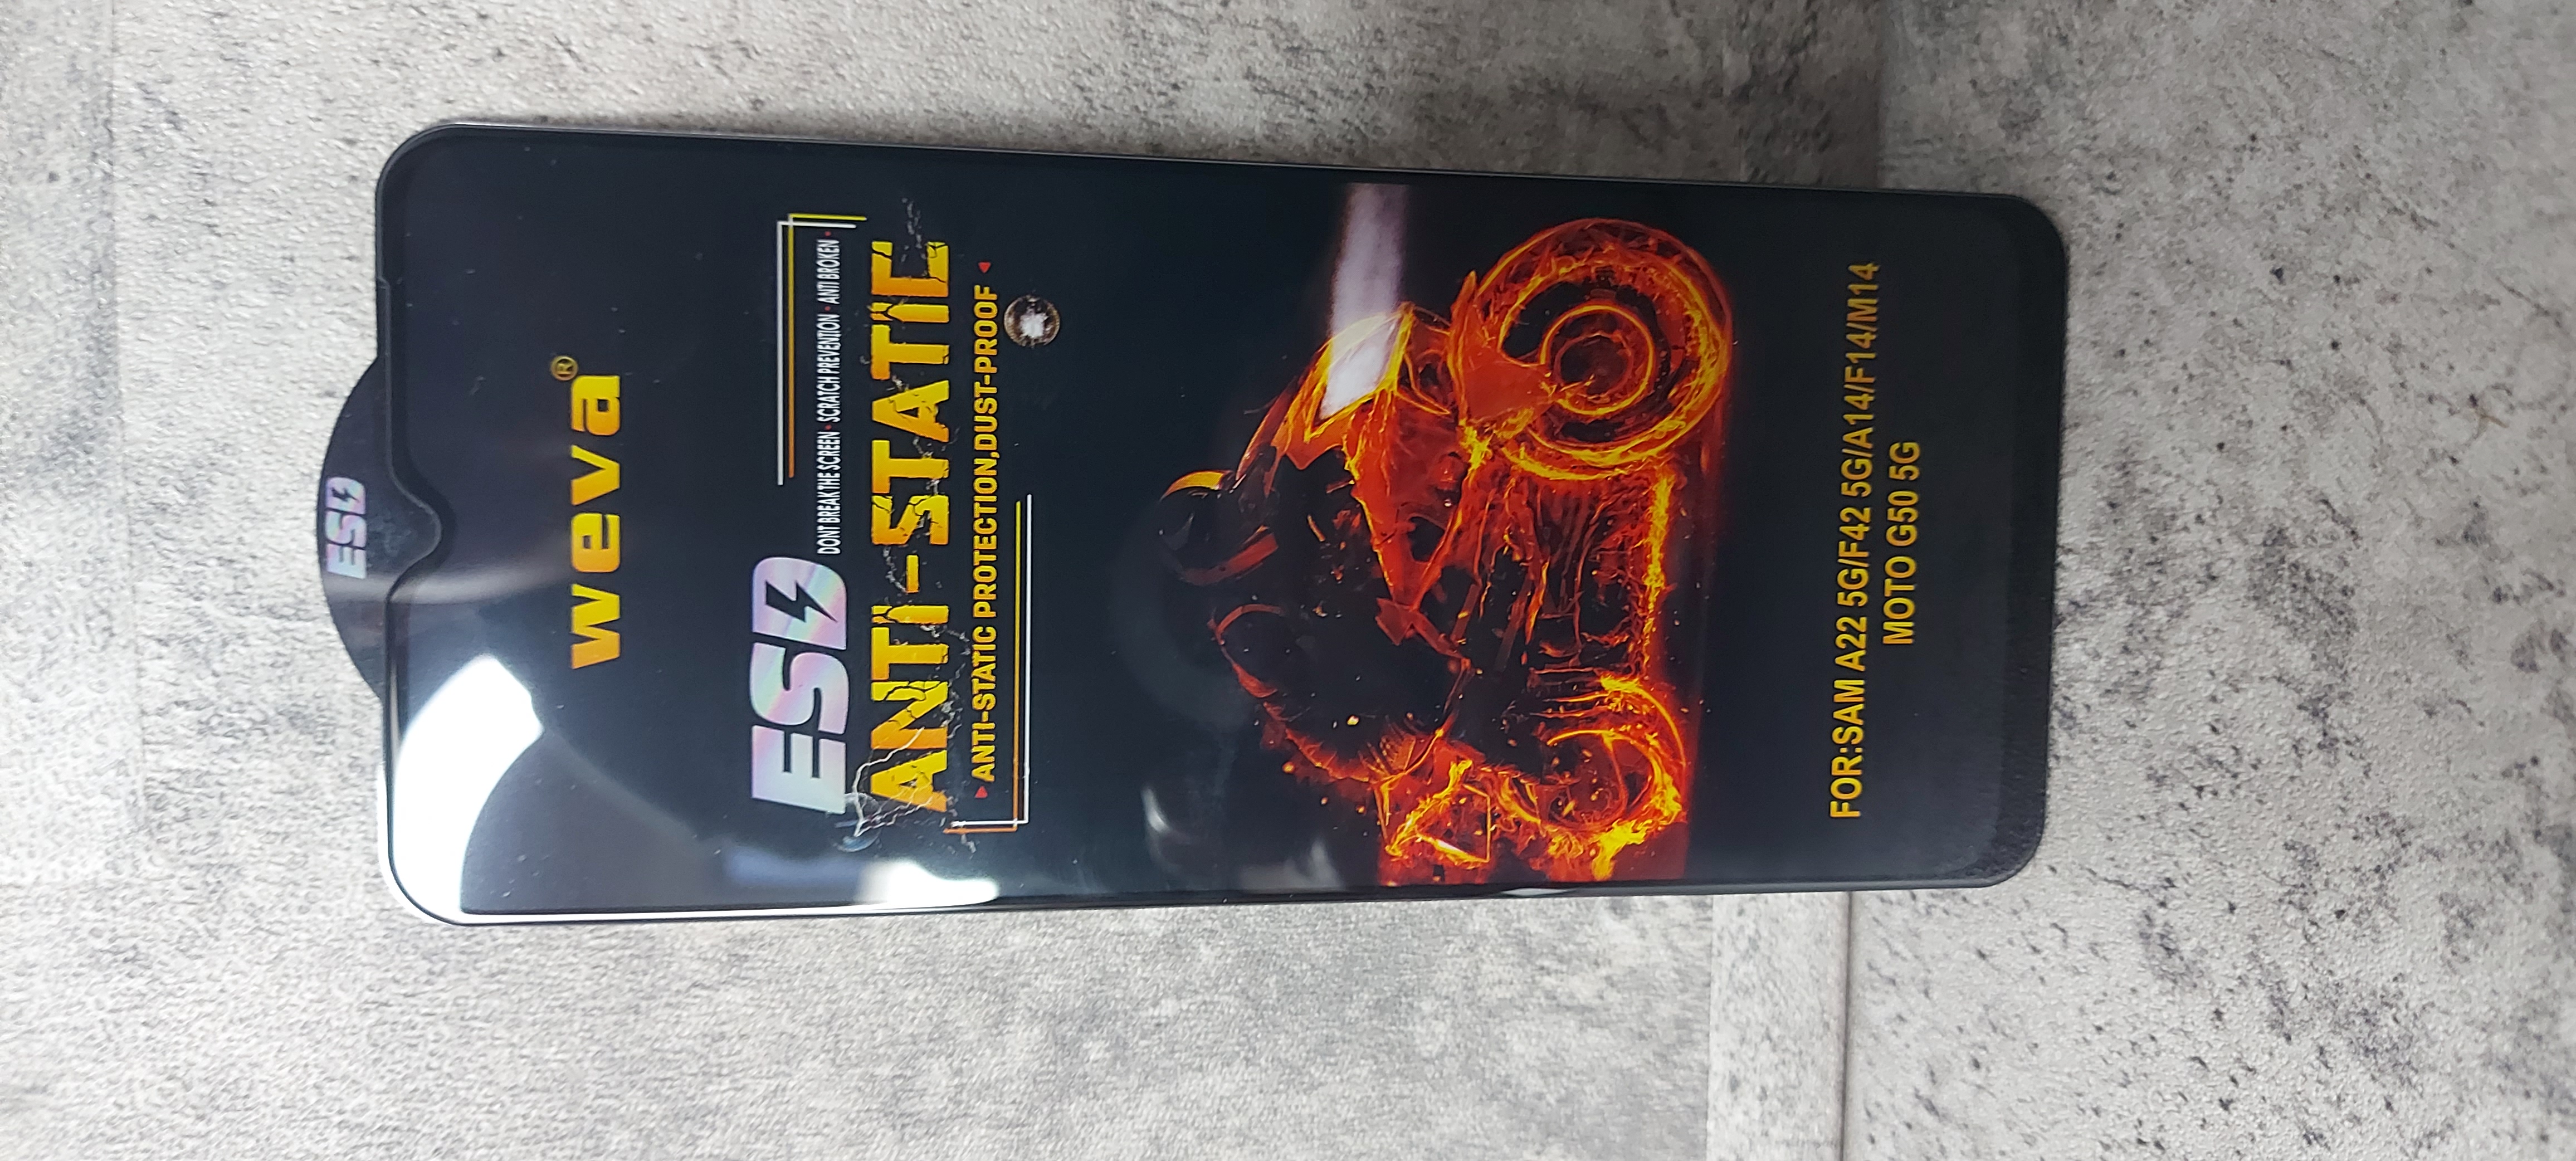 ESD
weva®
ESD
DONT BREAK THE SCREEN • SCRATCH PREVENTION • ANTI BROKEN •
ANTI-STATIE
ANTI-STATIC PROTECTION,DUST-PROOF
FOR:SAM A22 5G/F42 5G/A14/F14/M14
MOTO G50 5G